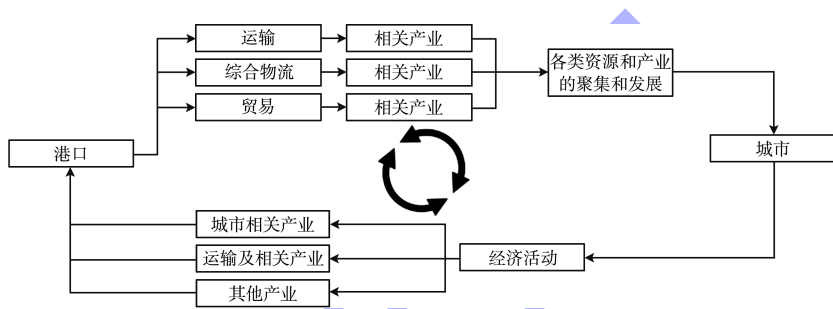 运输
相关产业
综合物流
相关产业
贸易
相关产业
各类资源和产业
的聚集和发展
港口
城市
城市相关产业
运输及相关产业
经济活动
其他产业